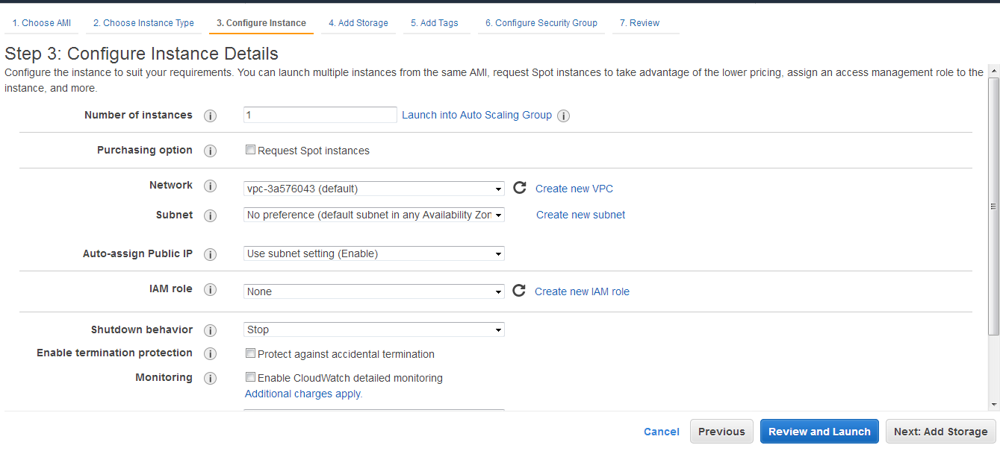 1. Choose AMI 2. Choose Instance Type 3. Configure Instance 4. Add Storage 5. Add Tags 6. Configure Security Group 7. Review
Step 3: Configure Instance Details
Configure the instance to suit your requirements. You can launch multiple instances from the same AMI, request Spot instances to take advantage of the lower pricing, assign an access management role to the
instance, and more.
Number of instances i 1 Launch into Auto Scaling Group i
Purchasing option i Request Spot instances
Network i vpc-3a576043 (default) Create new VPC
Subnet i No preference (default subnet in any Availability Zon Create new subnet
Auto-assign Public IP i Use subnet setting (Enable)
IAM role i None Create new IAM role
Shutdown behavior i Stop
Enable termination protection i Protect against accidental termination
Monitoring i Enable CloudWatch detailed monitoring
Additional charges apply.
Cancel Previous Review and Launch Next: Add Storage